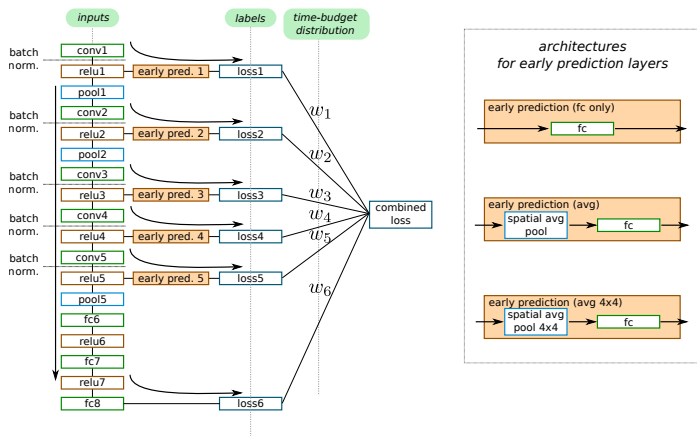 inputs
labels
time-budget
distribution
batch
norm.
conv1
relu1
early pred. 1
loss1
pool1
batch
norm.
conv2
relu2
early pred. 2
loss2
pool2
batch
norm.
conv3
relu3
early pred. 3
loss3
batch
norm.
conv4
relu4
early pred. 4
loss4
batch
norm.
conv5
relu5
early pred. 5
loss5
pool5
fc6
relu6
fc7
relu7
fc8
loss6
w1
w2
w3
w4
w5
w6
combined
loss
architectures
for early prediction layers
early prediction (fc only)
fc
early prediction (avg)
spatial avg
pool
fc
early prediction (avg 4x4)
spatial avg
pool 4x4
fc